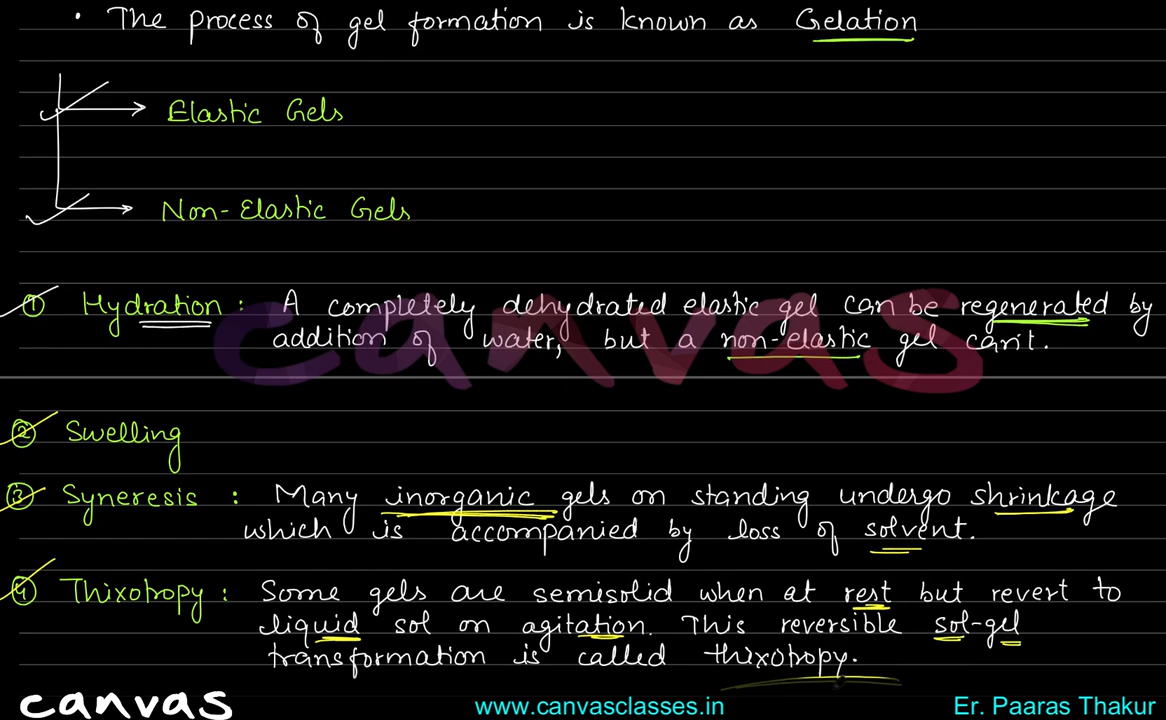 • The process of gel formation is known as Gelation
Elastic Gels
Non-Elastic Gels
① Hydration : A completely dehydrated elastic gel can be regenerated by
addition of water, but a non-elastic gel can't.
canvas
② Swelling
③ Syneresis : Many inorganic gels on standing undergo shrinkage
which is accompanied by loss of solvent.
④ Thixotropy : Some gels are semisolid when at rest but revert to
liquid sol on agitation. This reversible sol-gel
transformation is called thixotropy.
canvas www.canvasclasses.in Er. Paaras Thakur